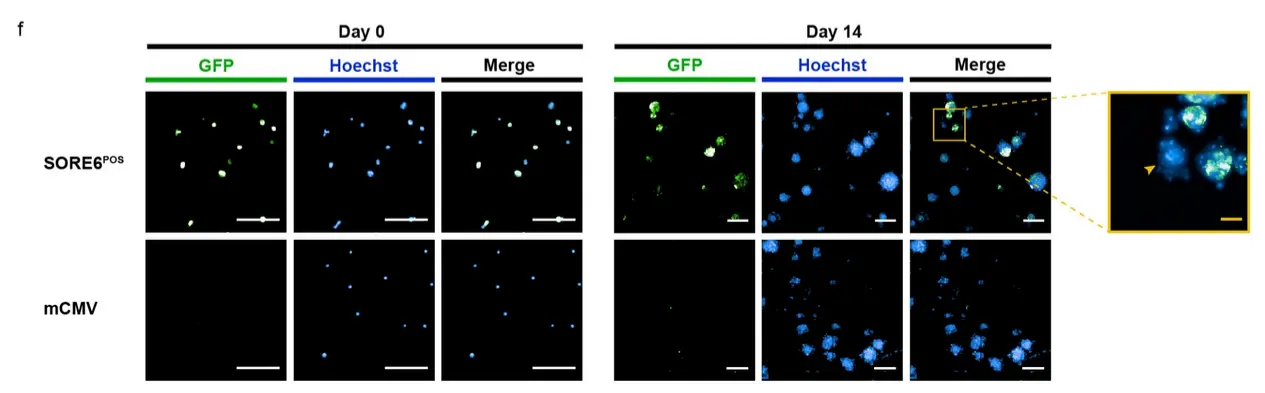 f
Day 0 Day 14
GFP Hoechst Merge GFP Hoechst Merge
SORE6ᴾᴼˢ
mCMV